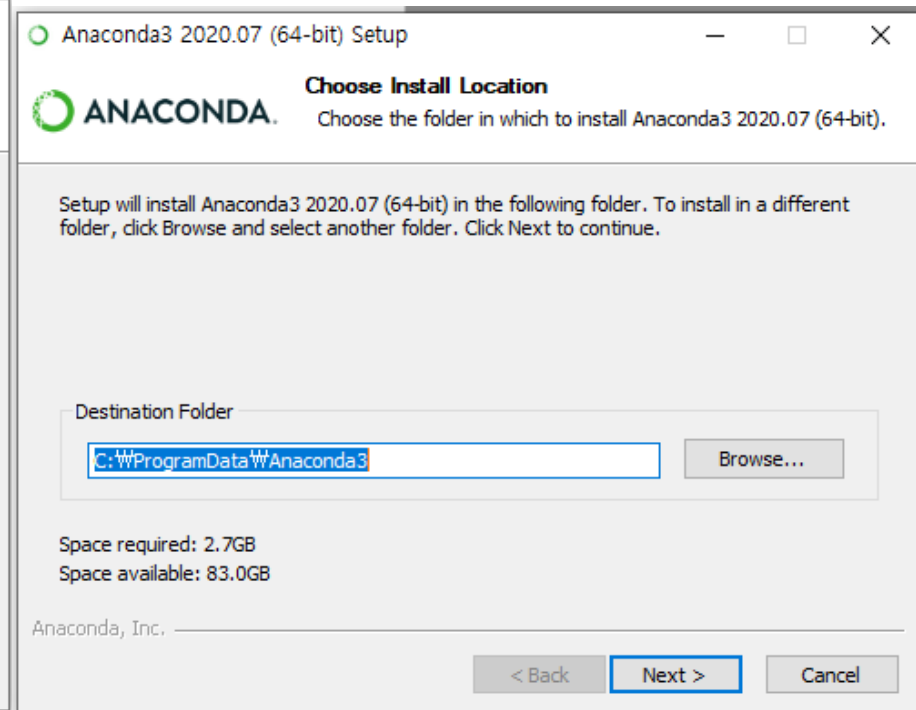 Anaconda3 2020.07 (64-bit) Setup
ANACONDA.
Choose Install Location
Choose the folder in which to install Anaconda3 2020.07 (64-bit).
Setup will install Anaconda3 2020.07 (64-bit) in the following folder. To install in a different
folder, click Browse and select another folder. Click Next to continue.
Destination Folder
C:₩ProgramData₩Anaconda3
Browse...
Space required: 2.7GB
Space available: 83.0GB
Anaconda, Inc.
< Back
Next >
Cancel